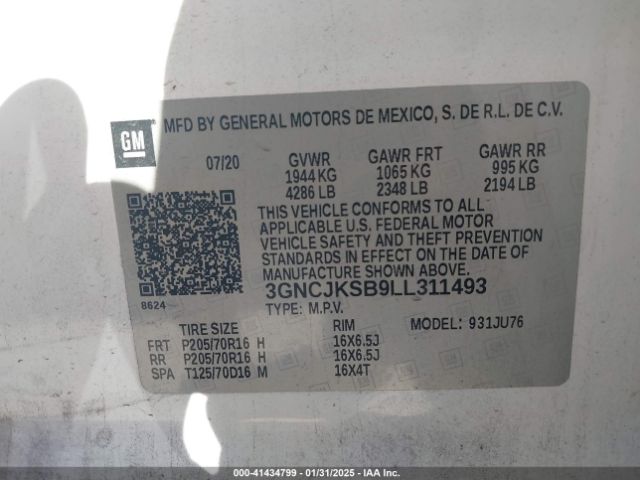 GM MFD BY GENERAL MOTORS DE MEXICO, S. DE R.L. DE C.V.
07/20 GVWR GAWR FRT GAWR RR
1944 KG 1065 KG 995 KG
4286 LB 2348 LB 2194 LB
THIS VEHICLE CONFORMS TO ALL
APPLICABLE U.S. FEDERAL MOTOR
VEHICLE SAFETY AND THEFT PREVENTION
STANDARDS IN EFFECT ON THE DATE OF
MANUFACTURE SHOWN ABOVE.
8624 3GNCJKSB9LL311493
TYPE: M.P.V.
TIRE SIZE RIM MODEL: 931JU76
FRT P205/70R16 H 16X6.5J
RR P205/70R16 H 16X6.5J
SPA T125/70D16 M 16X4T
000-41434799 - 01/31/2025 - IAA Inc.